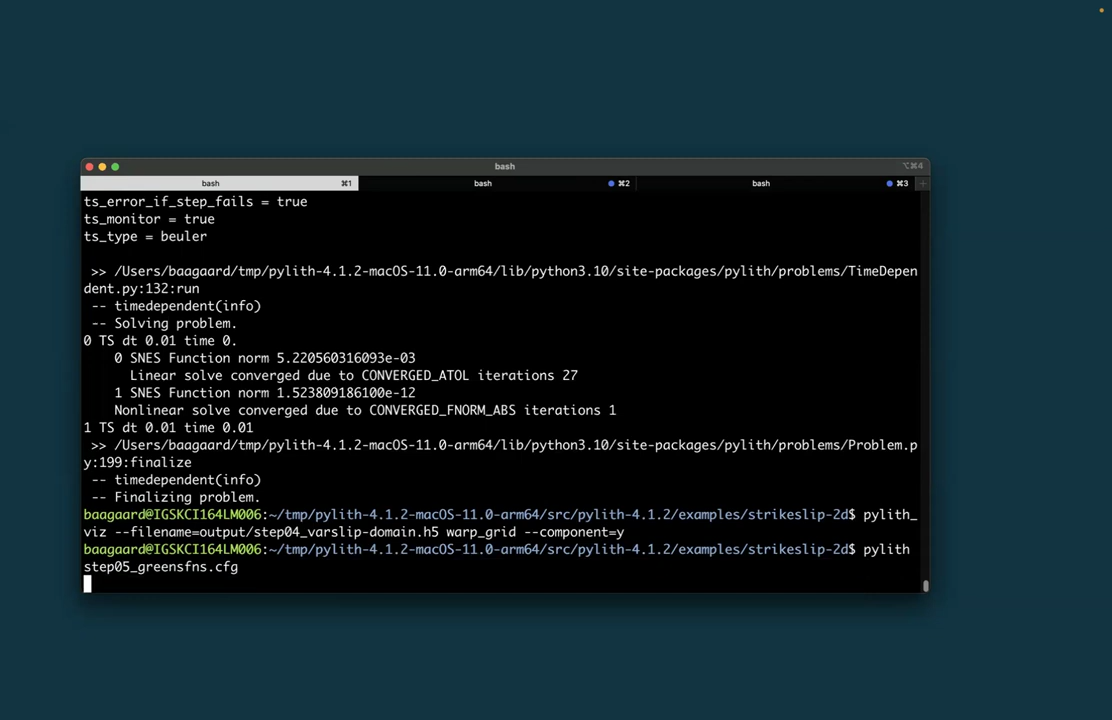 bash
⌥⌘4
bash ⌘1 bash ⌘2 bash ⌘3 +
ts_error_if_step_fails = true
ts_monitor = true
ts_type = beuler
>> /Users/baagaard/tmp/pylith-4.1.2-macOS-11.0-arm64/lib/python3.10/site-packages/pylith/problems/TimeDepen
dent.py:132:run
-- timedependent(info)
-- Solving problem.
0 TS dt 0.01 time 0.
0 SNES Function norm 5.220560316093e-03
Linear solve converged due to CONVERGED_ATOL iterations 27
1 SNES Function norm 1.523809186100e-12
Nonlinear solve converged due to CONVERGED_FNORM_ABS iterations 1
1 TS dt 0.01 time 0.01
>> /Users/baagaard/tmp/pylith-4.1.2-macOS-11.0-arm64/lib/python3.10/site-packages/pylith/problems/Problem.p
y:199:finalize
-- timedependent(info)
-- Finalizing problem.
baagaard@IGSKCI164LM006:~/tmp/pylith-4.1.2-macOS-11.0-arm64/src/pylith-4.1.2/examples/strikeslip-2d$ pylith_
viz --filename=output/step04_varslip-domain.h5 warp_grid --component=y
baagaard@IGSKCI164LM006:~/tmp/pylith-4.1.2-macOS-11.0-arm64/src/pylith-4.1.2/examples/strikeslip-2d$ pylith
step05_greensfns.cfg